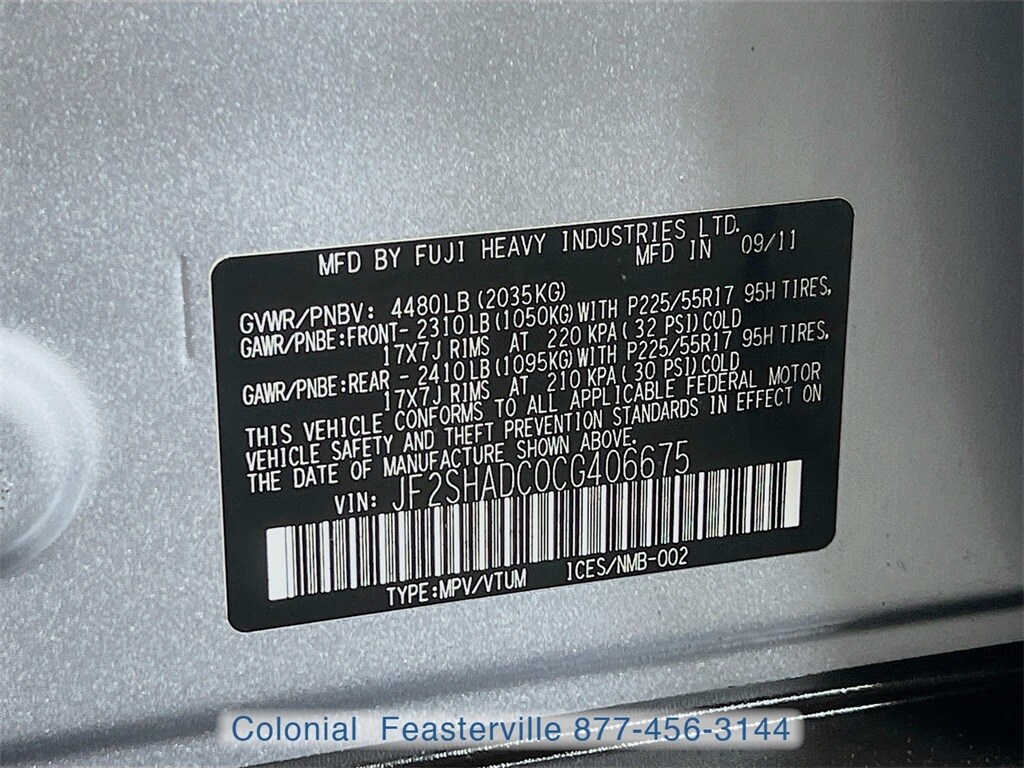 MFD BY FUJI HEAVY INDUSTRIES LTD.
MFD IN 09/11
GVWR/PNBV: 4480LB (2035KG)
GAWR/PNBE:FRONT- 2310LB(1050KG)WITH P225/55R17 95H TIRES,
17X7J RIMS AT 220 KPA( 32 PSI)COLD
GAWR/PNBE:REAR - 2410LB(1095KG)WITH P225/55R17 95H TIRES,
17X7J RIMS AT 210 KPA( 30 PSI)COLD
THIS VEHICLE CONFORMS TO ALL APPLICABLE FEDERAL MOTOR
VEHICLE SAFETY AND THEFT PREVENTION STANDARDS IN EFFECT ON
THE DATE OF MANUFACTURE SHOWN ABOVE.
VIN: JF2SHADC0CG406675
TYPE:MPV/VTUM ICES/NMB-002
Colonial Feasterville 877-456-3144